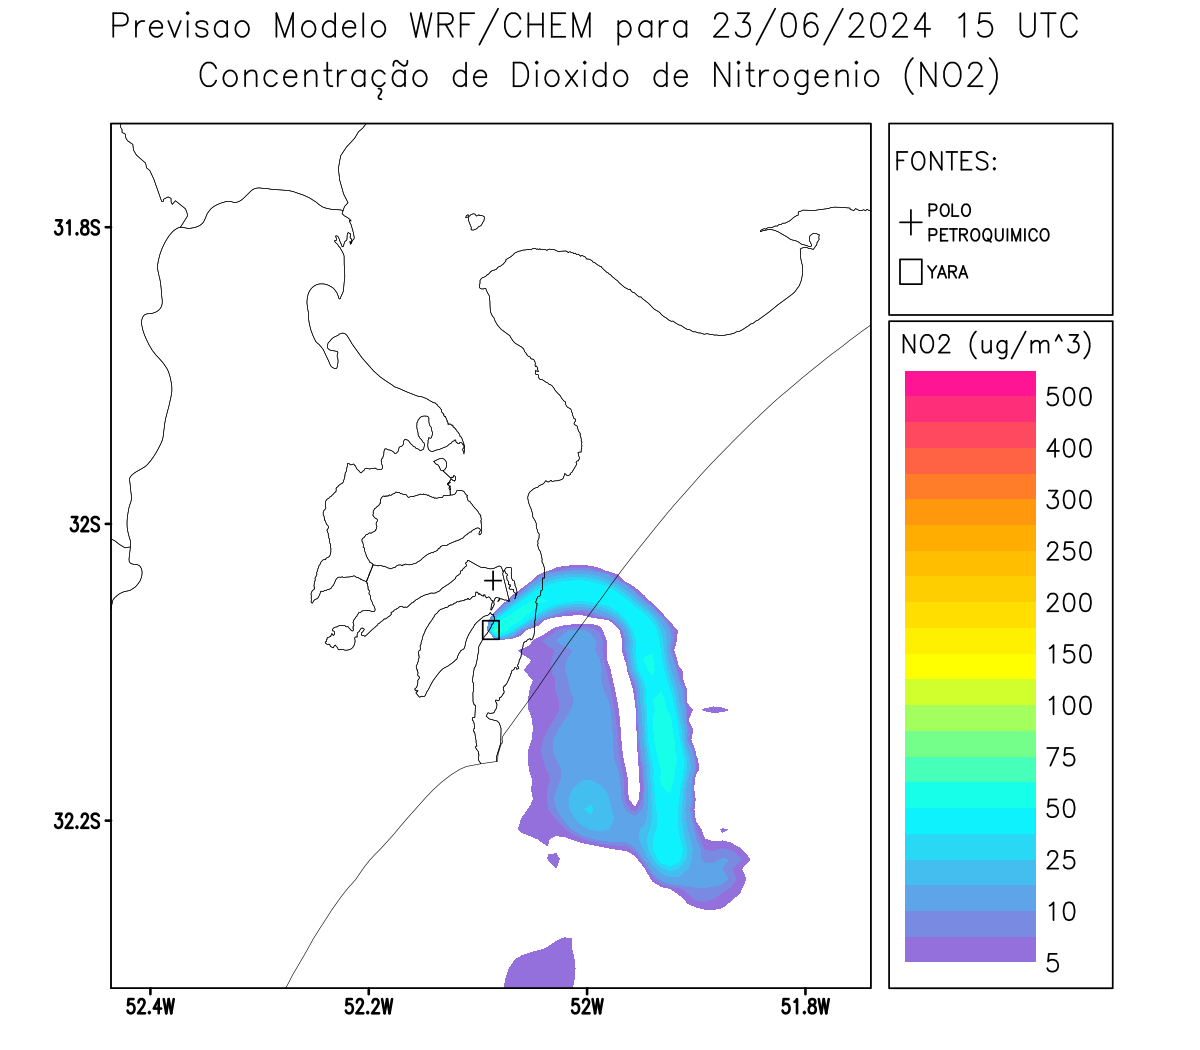 Previsao Modelo WRF/CHEM para 23/06/2024 15 UTC
Concentração de Dioxido de Nitrogenio (NO2)
FONTES:
POLO
PETROQUIMICO
YARA
NO2 (ug/m^3)
500
400
300
250
200
150
100
75
50
25
10
5
31.8S
32S
32.2S
52.4W
52.2W
52W
51.8W